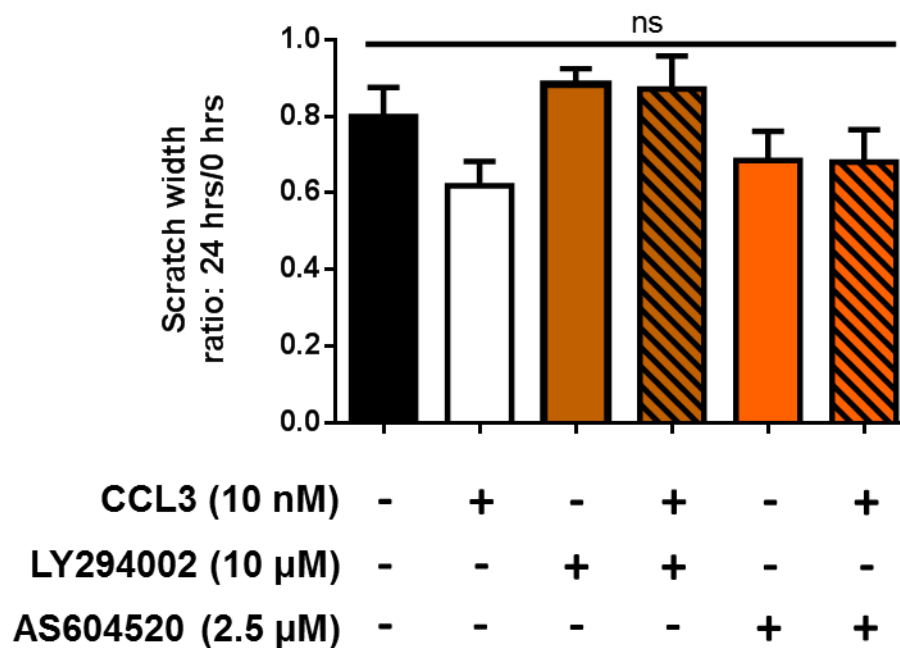 ns
1.0
0.8
0.6
0.4
0.2
0.0
Scratch width
ratio: 24 hrs/0 hrs
CCL3 (10 nM) - + - + - +
LY294002 (10 µM) - - + + - -
AS604520 (2.5 µM) - - - - + +